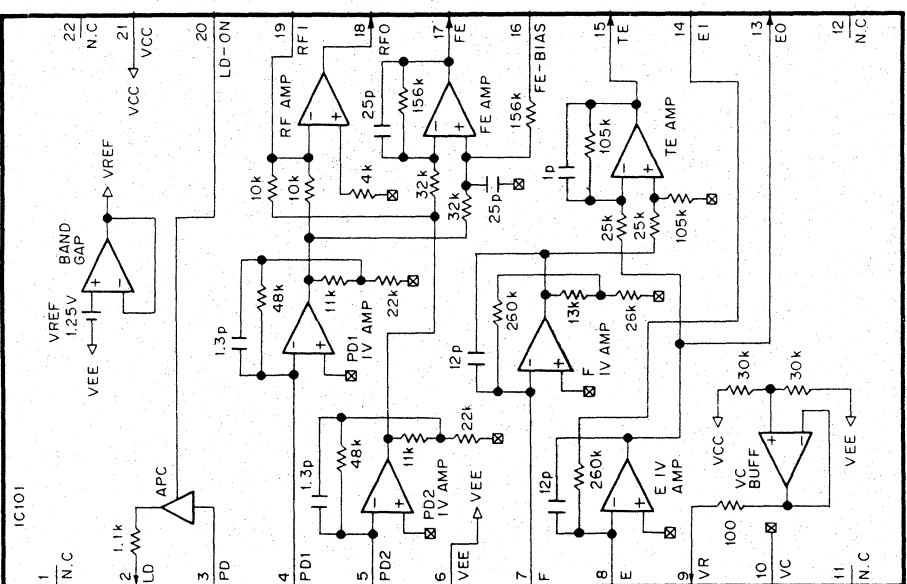 22
N.C
21
VCC
20
LD-ON
19
RF I
18
RFO
17
FE
16
FE-BIAS
15
TE
14
EI
13
EO
12
N.C
VCC
BAND
GAP
VREF
VREF
1.25V
VEE
RF AMP
10k
10k
4k
25p
156k
FE AMP
32k
32k
25p
156k
1p
105k
TE AMP
25k
25k
105k
1.3p
48k
11k
22k
PD1
IV AMP
12p
260k
13k
26k
F
IV AMP
1.3p
48k
11k
22k
PD2
IV AMP
VEE
12p
260k
E IV
AMP
30k
30k
VCC
VC
BUFF
VEE
100
IC101
APC
1.1k
1
N.C
2
LD
3
PD
4
PD1
5
PD2
6
VEE
7
F
8
E
9
VR
10
VC
11
N.C